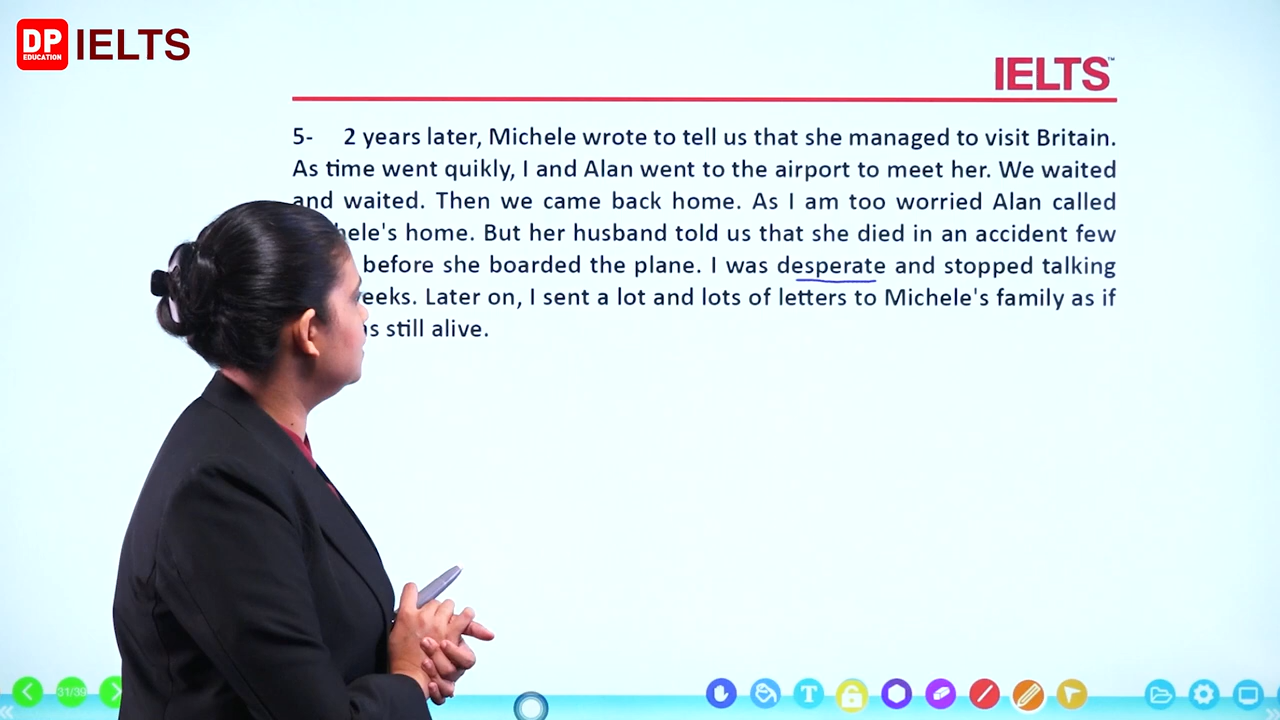 DP
EDUCATION
IELTS
IELTS™
5- 2 years later, Michele wrote to tell us that she managed to visit Britain.
As time went quikly, I and Alan went to the airport to meet her. We waited
and waited. Then we came back home. As I am too worried Alan called
hele's home. But her husband told us that she died in an accident few
before she boarded the plane. I was desperate and stopped talking
eeks. Later on, I sent a lot and lots of letters to Michele's family as if
s still alive.
31/39
T